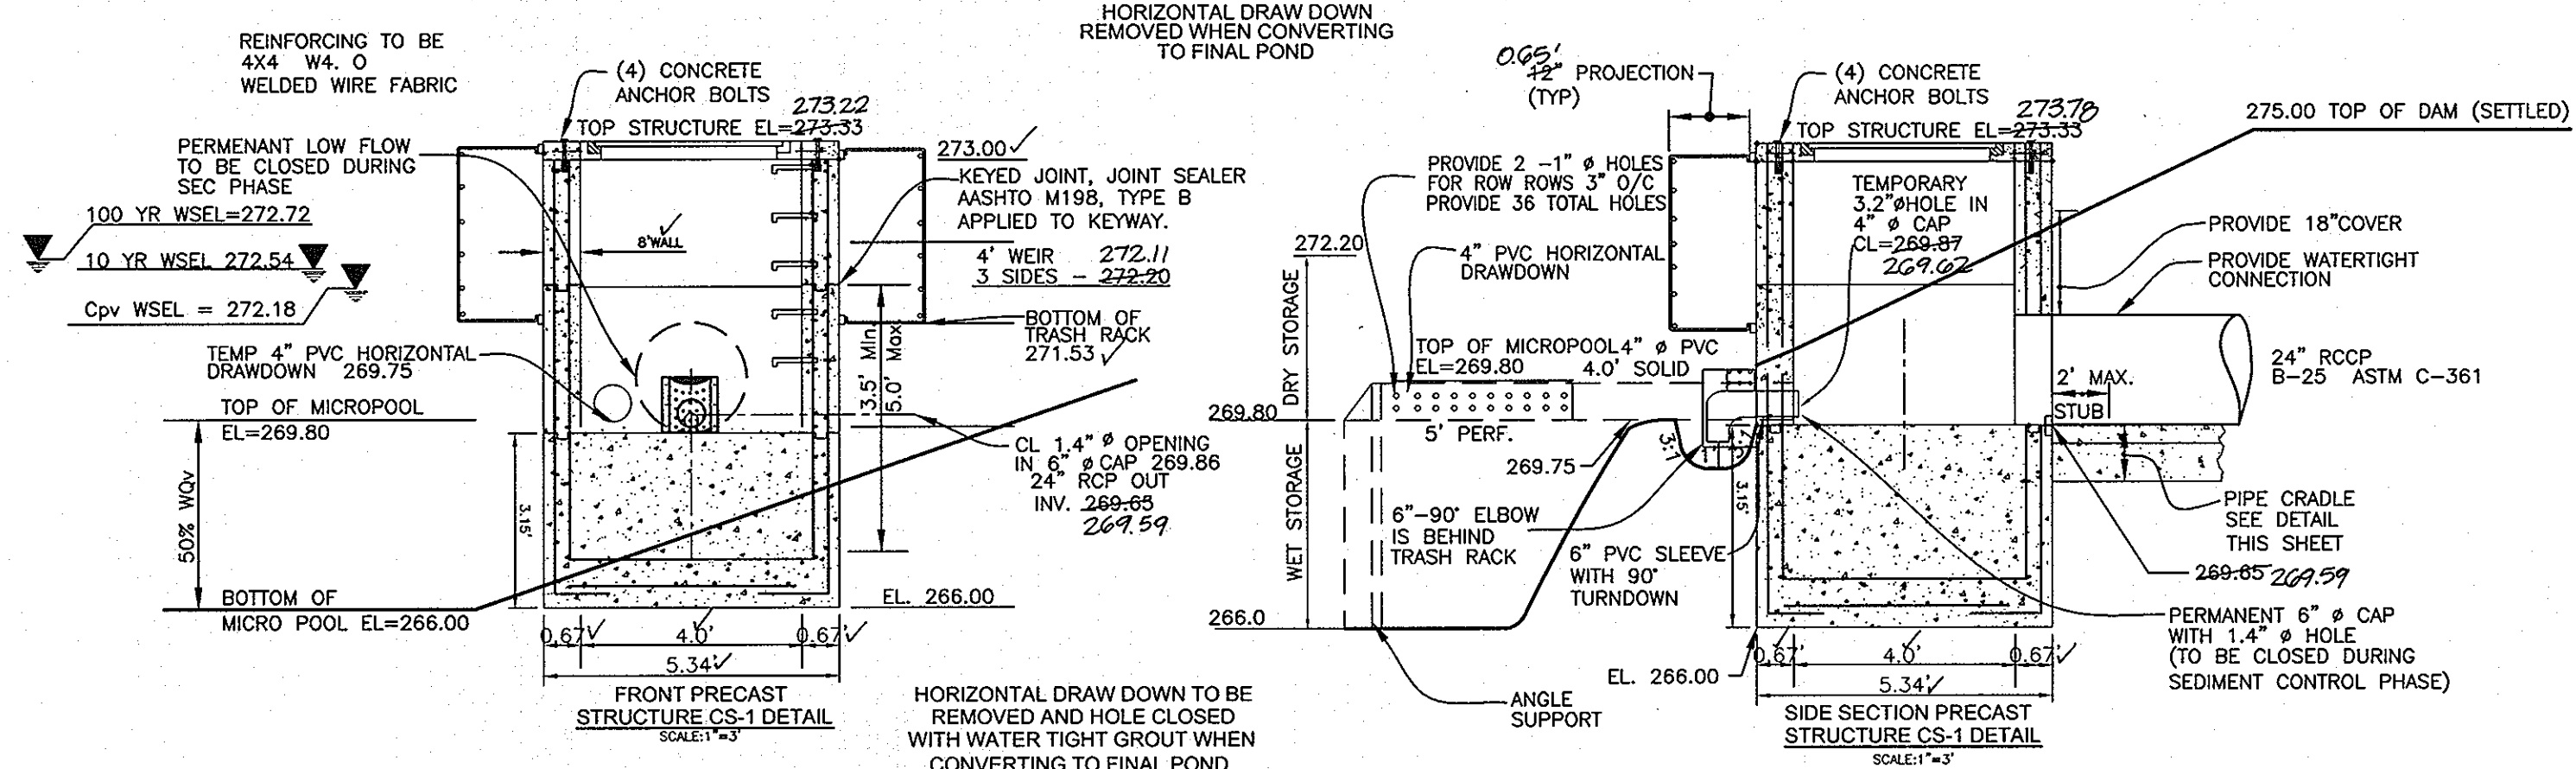 HORIZONTAL DRAW DOWN
REMOVED WHEN CONVERTING
TO FINAL POND
REINFORCING TO BE
4X4 W4. O
WELDED WIRE FABRIC
(4) CONCRETE
ANCHOR BOLTS
273.22
TOP STRUCTURE EL=273.33
PERMENANT LOW FLOW
TO BE CLOSED DURING
SEC PHASE
273.00 ✓
KEYED JOINT, JOINT SEALER
AASHTO M198, TYPE B
APPLIED TO KEYWAY.
100 YR WSEL=272.72
10 YR WSEL 272.54
Cpv WSEL = 272.18
8"WALL ✓
4' WEIR 272.11
3 SIDES - 272.20
BOTTOM OF
TRASH RACK
271.53 ✓
TEMP 4" PVC HORIZONTAL
DRAWDOWN 269.75
TOP OF MICROPOOL
EL=269.80
3.5' Min.
5.0' Max
CL 1.4" ø OPENING
IN 6" ø CAP 269.86
24" RCP OUT
INV. 269.65
269.59
50% WQv
3.15'
BOTTOM OF
MICRO POOL EL=266.00
EL. 266.00
0.67'✓ 4.0'✓ 0.67'✓
5.34'✓
FRONT PRECAST
STRUCTURE CS-1 DETAIL
SCALE:1"=3'
HORIZONTAL DRAW DOWN TO BE
REMOVED AND HOLE CLOSED
WITH WATER TIGHT GROUT WHEN
CONVERTING TO FINAL POND
0.65'
12" PROJECTION
(TYP)
(4) CONCRETE
ANCHOR BOLTS
273.78
TOP STRUCTURE EL=273.33
275.00 TOP OF DAM (SETTLED)
PROVIDE 2 -1" ø HOLES
FOR ROW ROWS 3" O/C
PROVIDE 36 TOTAL HOLES
TEMPORARY
3.2"øHOLE IN
4" ø CAP
CL=269.87
269.62
PROVIDE 18"COVER
PROVIDE WATERTIGHT
CONNECTION
272.20
4" PVC HORIZONTAL
DRAWDOWN
DRY STORAGE
TOP OF MICROPOOL
EL=269.80
4" ø PVC
4.0' SOLID
24" RCCP
B-25 ASTM C-361
2' MAX.
STUB
269.80
5' PERF.
269.75
3:1
WET STORAGE
3.15'
6"-90° ELBOW
IS BEHIND
TRASH RACK
6" PVC SLEEVE
WITH 90°
TURNDOWN
PIPE CRADLE
SEE DETAIL
THIS SHEET
269.65 269.59
266.0
PERMANENT 6" ø CAP
WITH 1.4" ø HOLE
(TO BE CLOSED DURING
SEDIMENT CONTROL PHASE)
EL. 266.00
0.67' ✓ 4.0'✓ 0.67'✓
5.34'✓
ANGLE
SUPPORT
SIDE SECTION PRECAST
STRUCTURE CS-1 DETAIL
SCALE:1"=3'